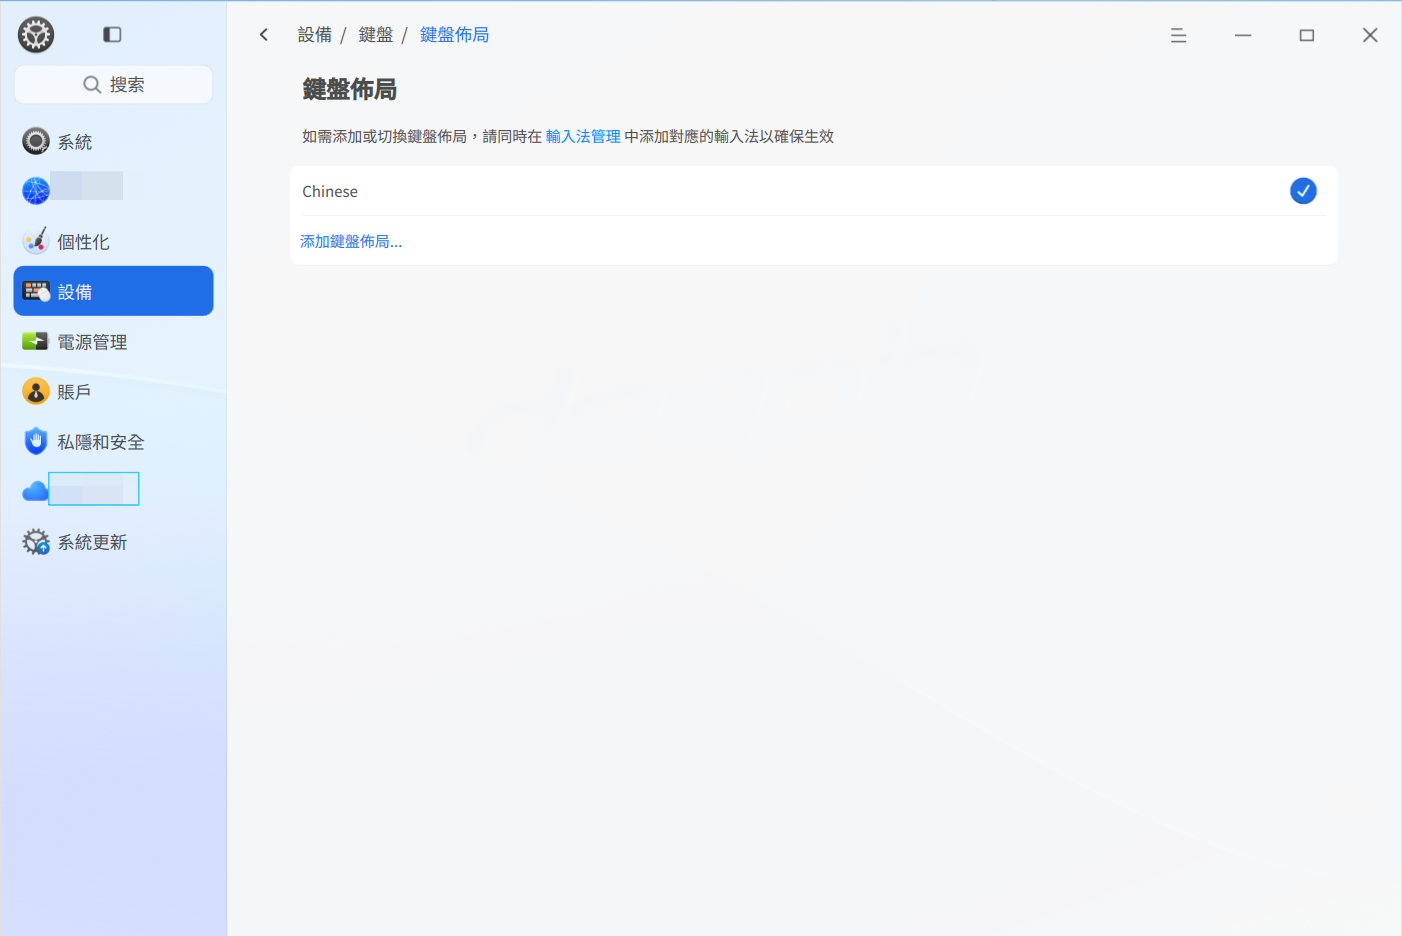 搜索
系統
個性化
設備
電源管理
賬戶
私隱和安全
系統更新
設備 / 鍵盤 / 鍵盤佈局
鍵盤佈局
如需添加或切換鍵盤佈局，請同時在 輸入法管理 中添加對應的輸入法以確保生效
Chinese
添加鍵盤佈局...